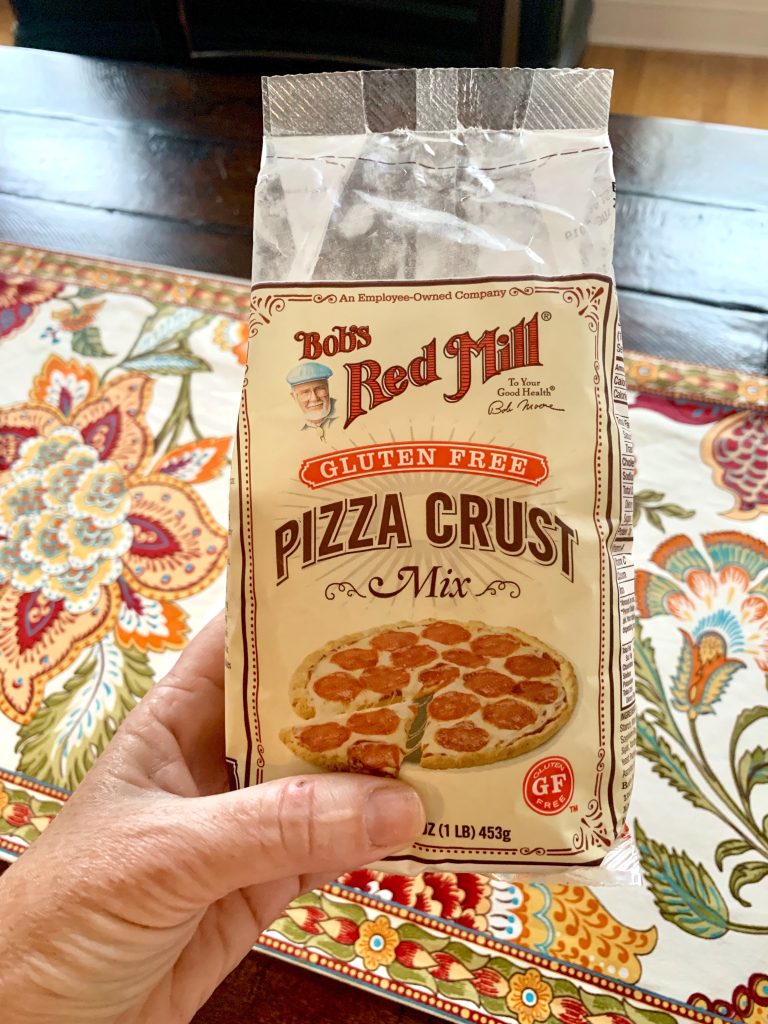 An Employee-Owned Company
Bob's
Red Mill®
To Your
Good Health®
Bob Moore
GLUTEN FREE
PIZZA CRUST
Mix
GLUTEN
GF
FREE
TM
OZ (1 LB) 453g